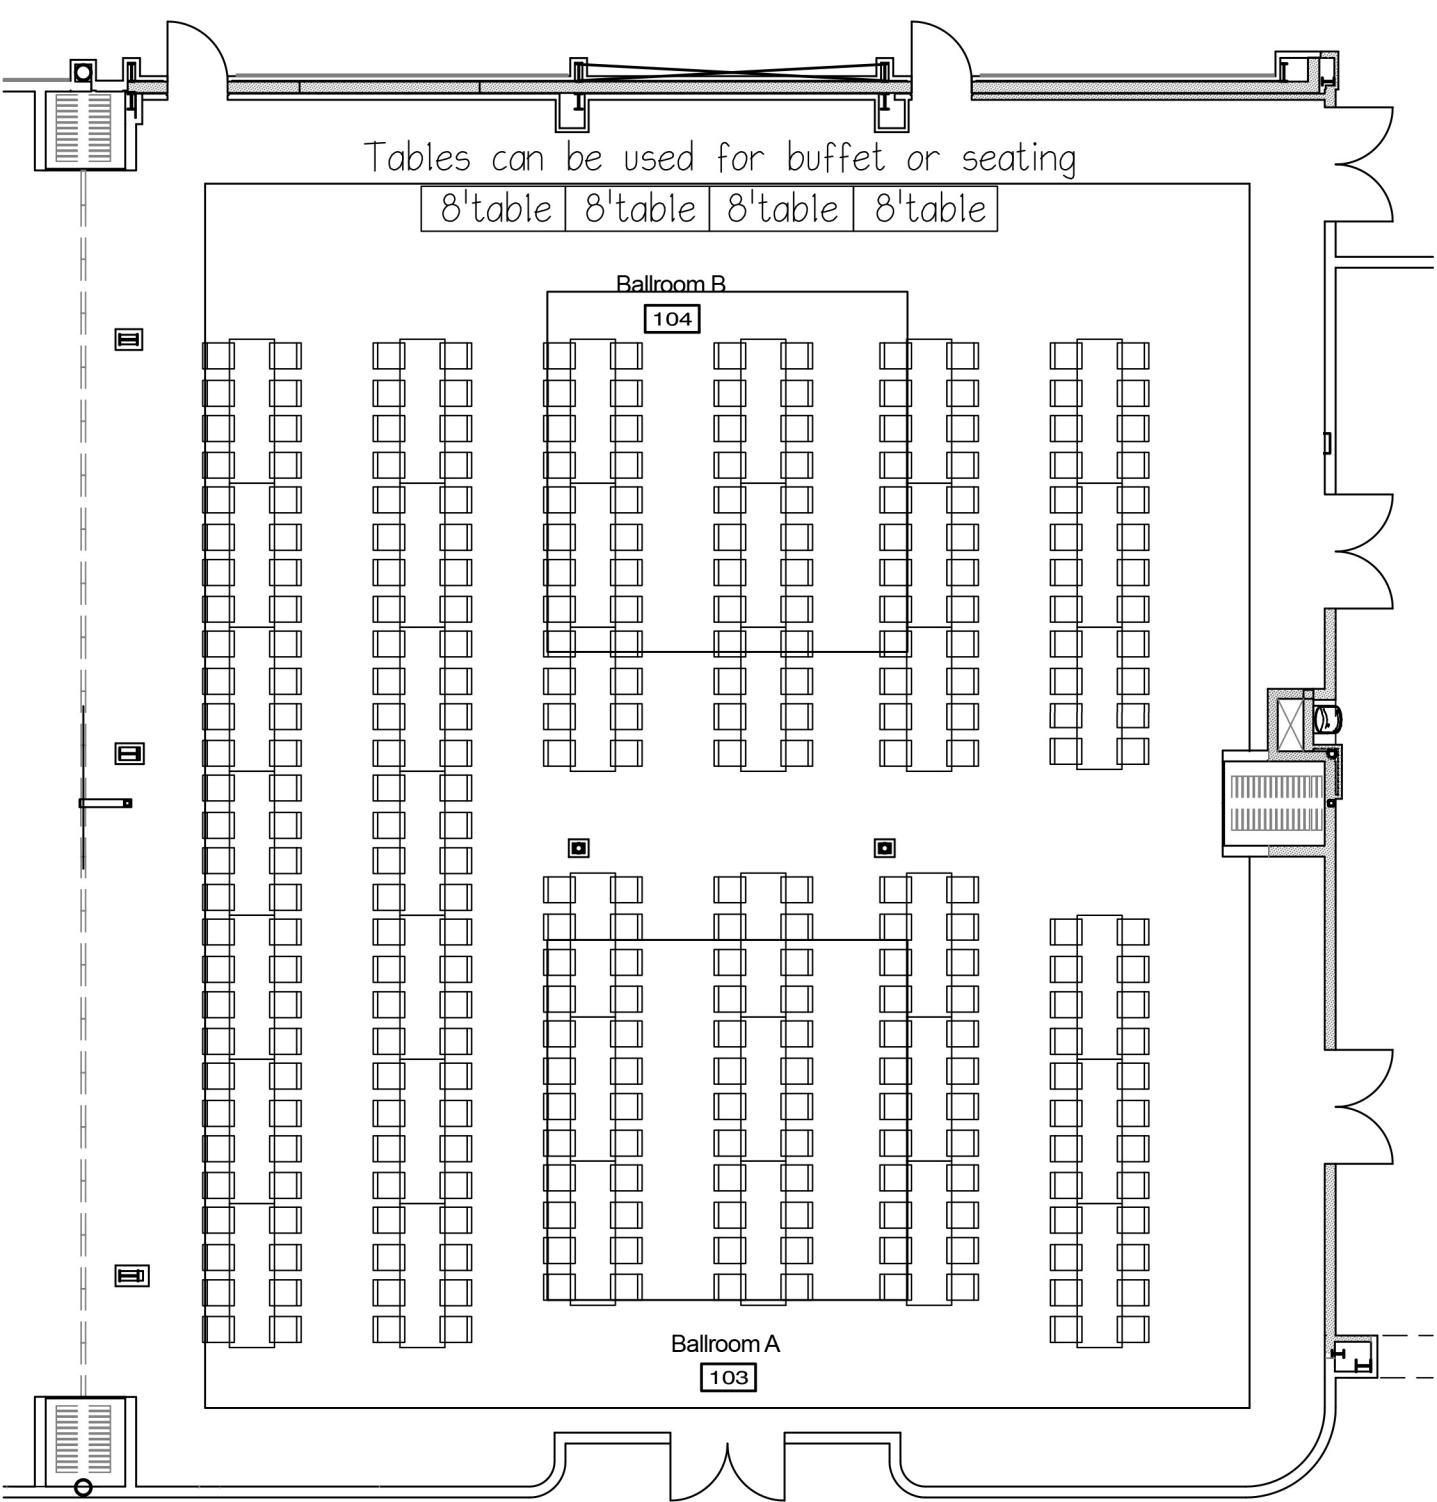 Tables can be used for buffet or seating
8'table 8'table 8'table 8'table
Ballroom B
104
Ballroom A
103